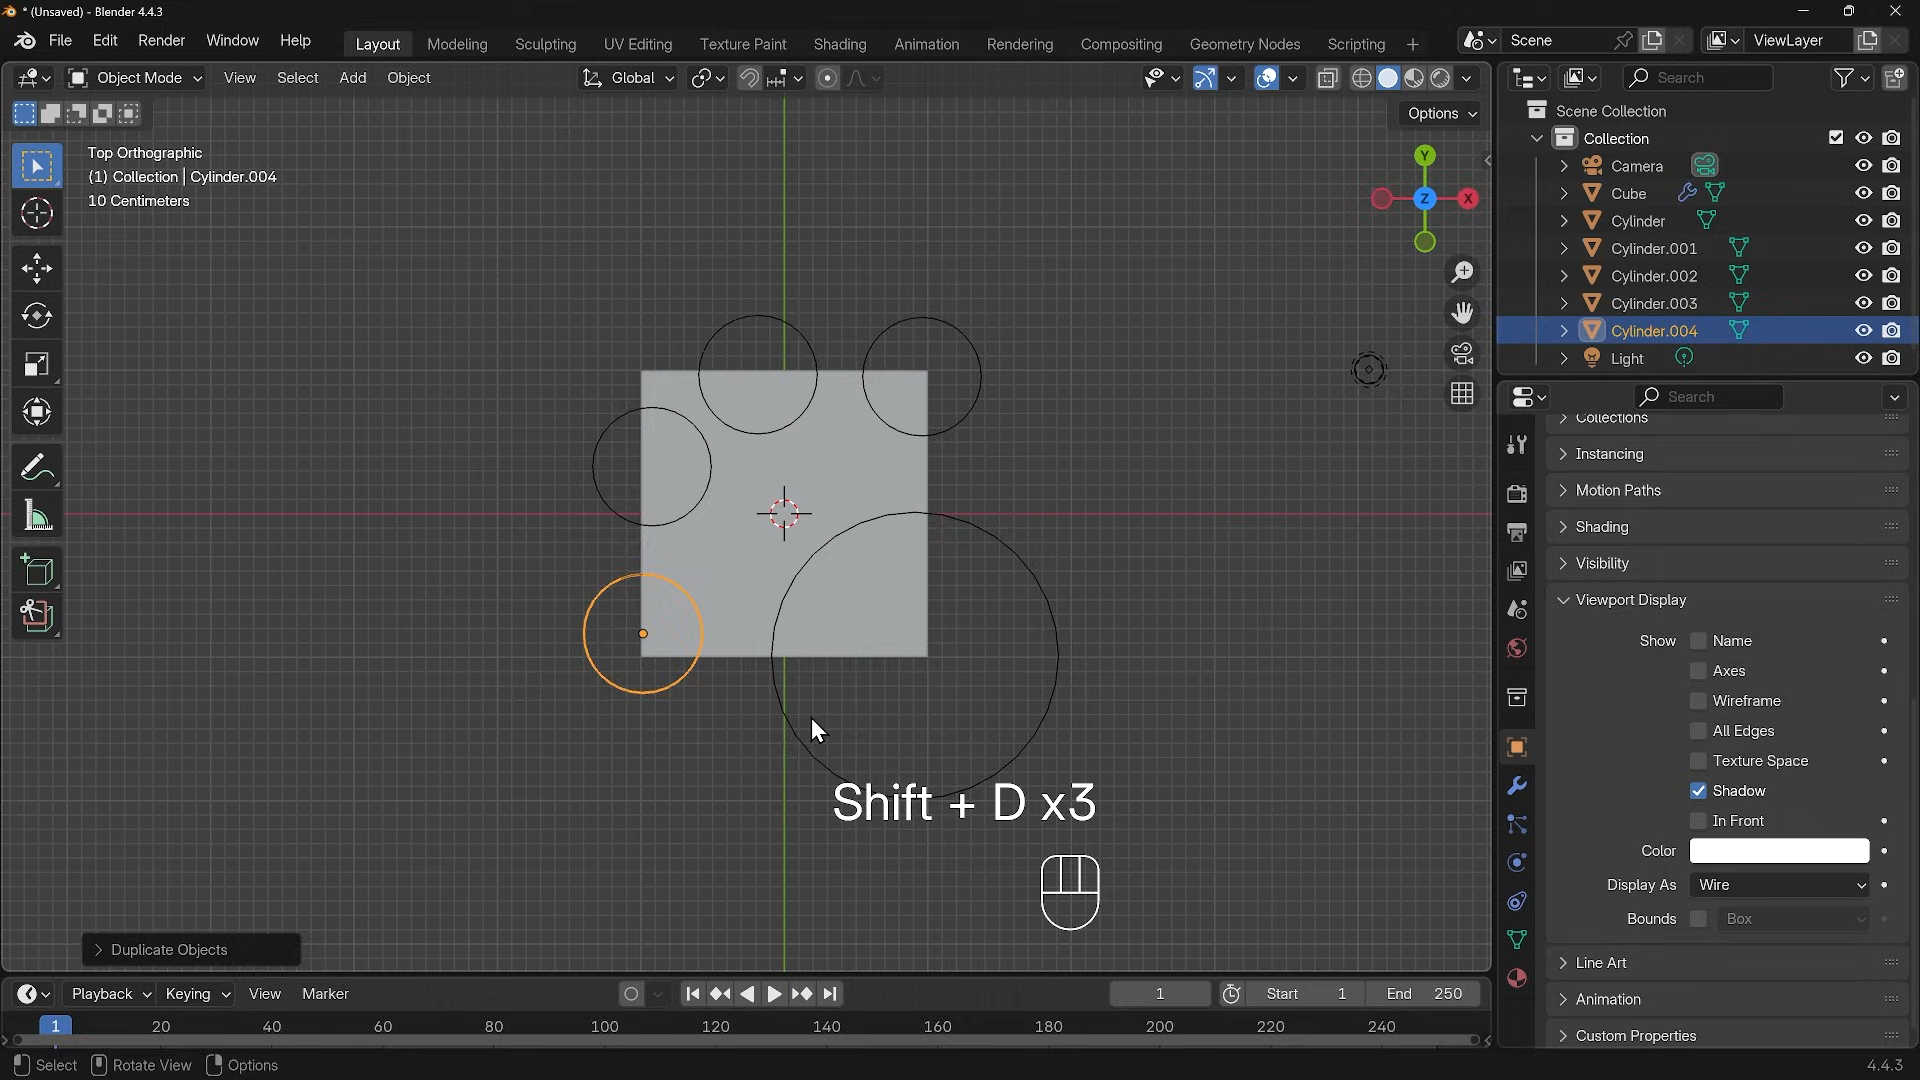 * (Unsaved) - Blender 4.4.3
File Edit Render Window Help Layout Modeling Sculpting UV Editing Texture Paint Shading Animation Rendering Compositing Geometry Nodes Scripting + Scene ViewLayer
Object Mode View Select Add Object Global Search
Options
Top Orthographic
(1) Collection | Cylinder.004
10 Centimeters
Y
Z
X
Scene Collection
Collection
Camera
Cube
Cylinder
Cylinder.001
Cylinder.002
Cylinder.003
Cylinder.004
Light
Search
Collections
Instancing
Motion Paths
Shading
Visibility
Viewport Display
Show Name
Axes
Wireframe
All Edges
Texture Space
Shadow
In Front
Color
Display As Wire
Bounds Box
Line Art
Animation
Custom Properties
Shift + D x3
Duplicate Objects
Playback Keying View Marker 1 Start 1 End 250
1 20 40 60 80 100 120 140 160 180 200 220 240
Select Rotate View Options 4.4.3